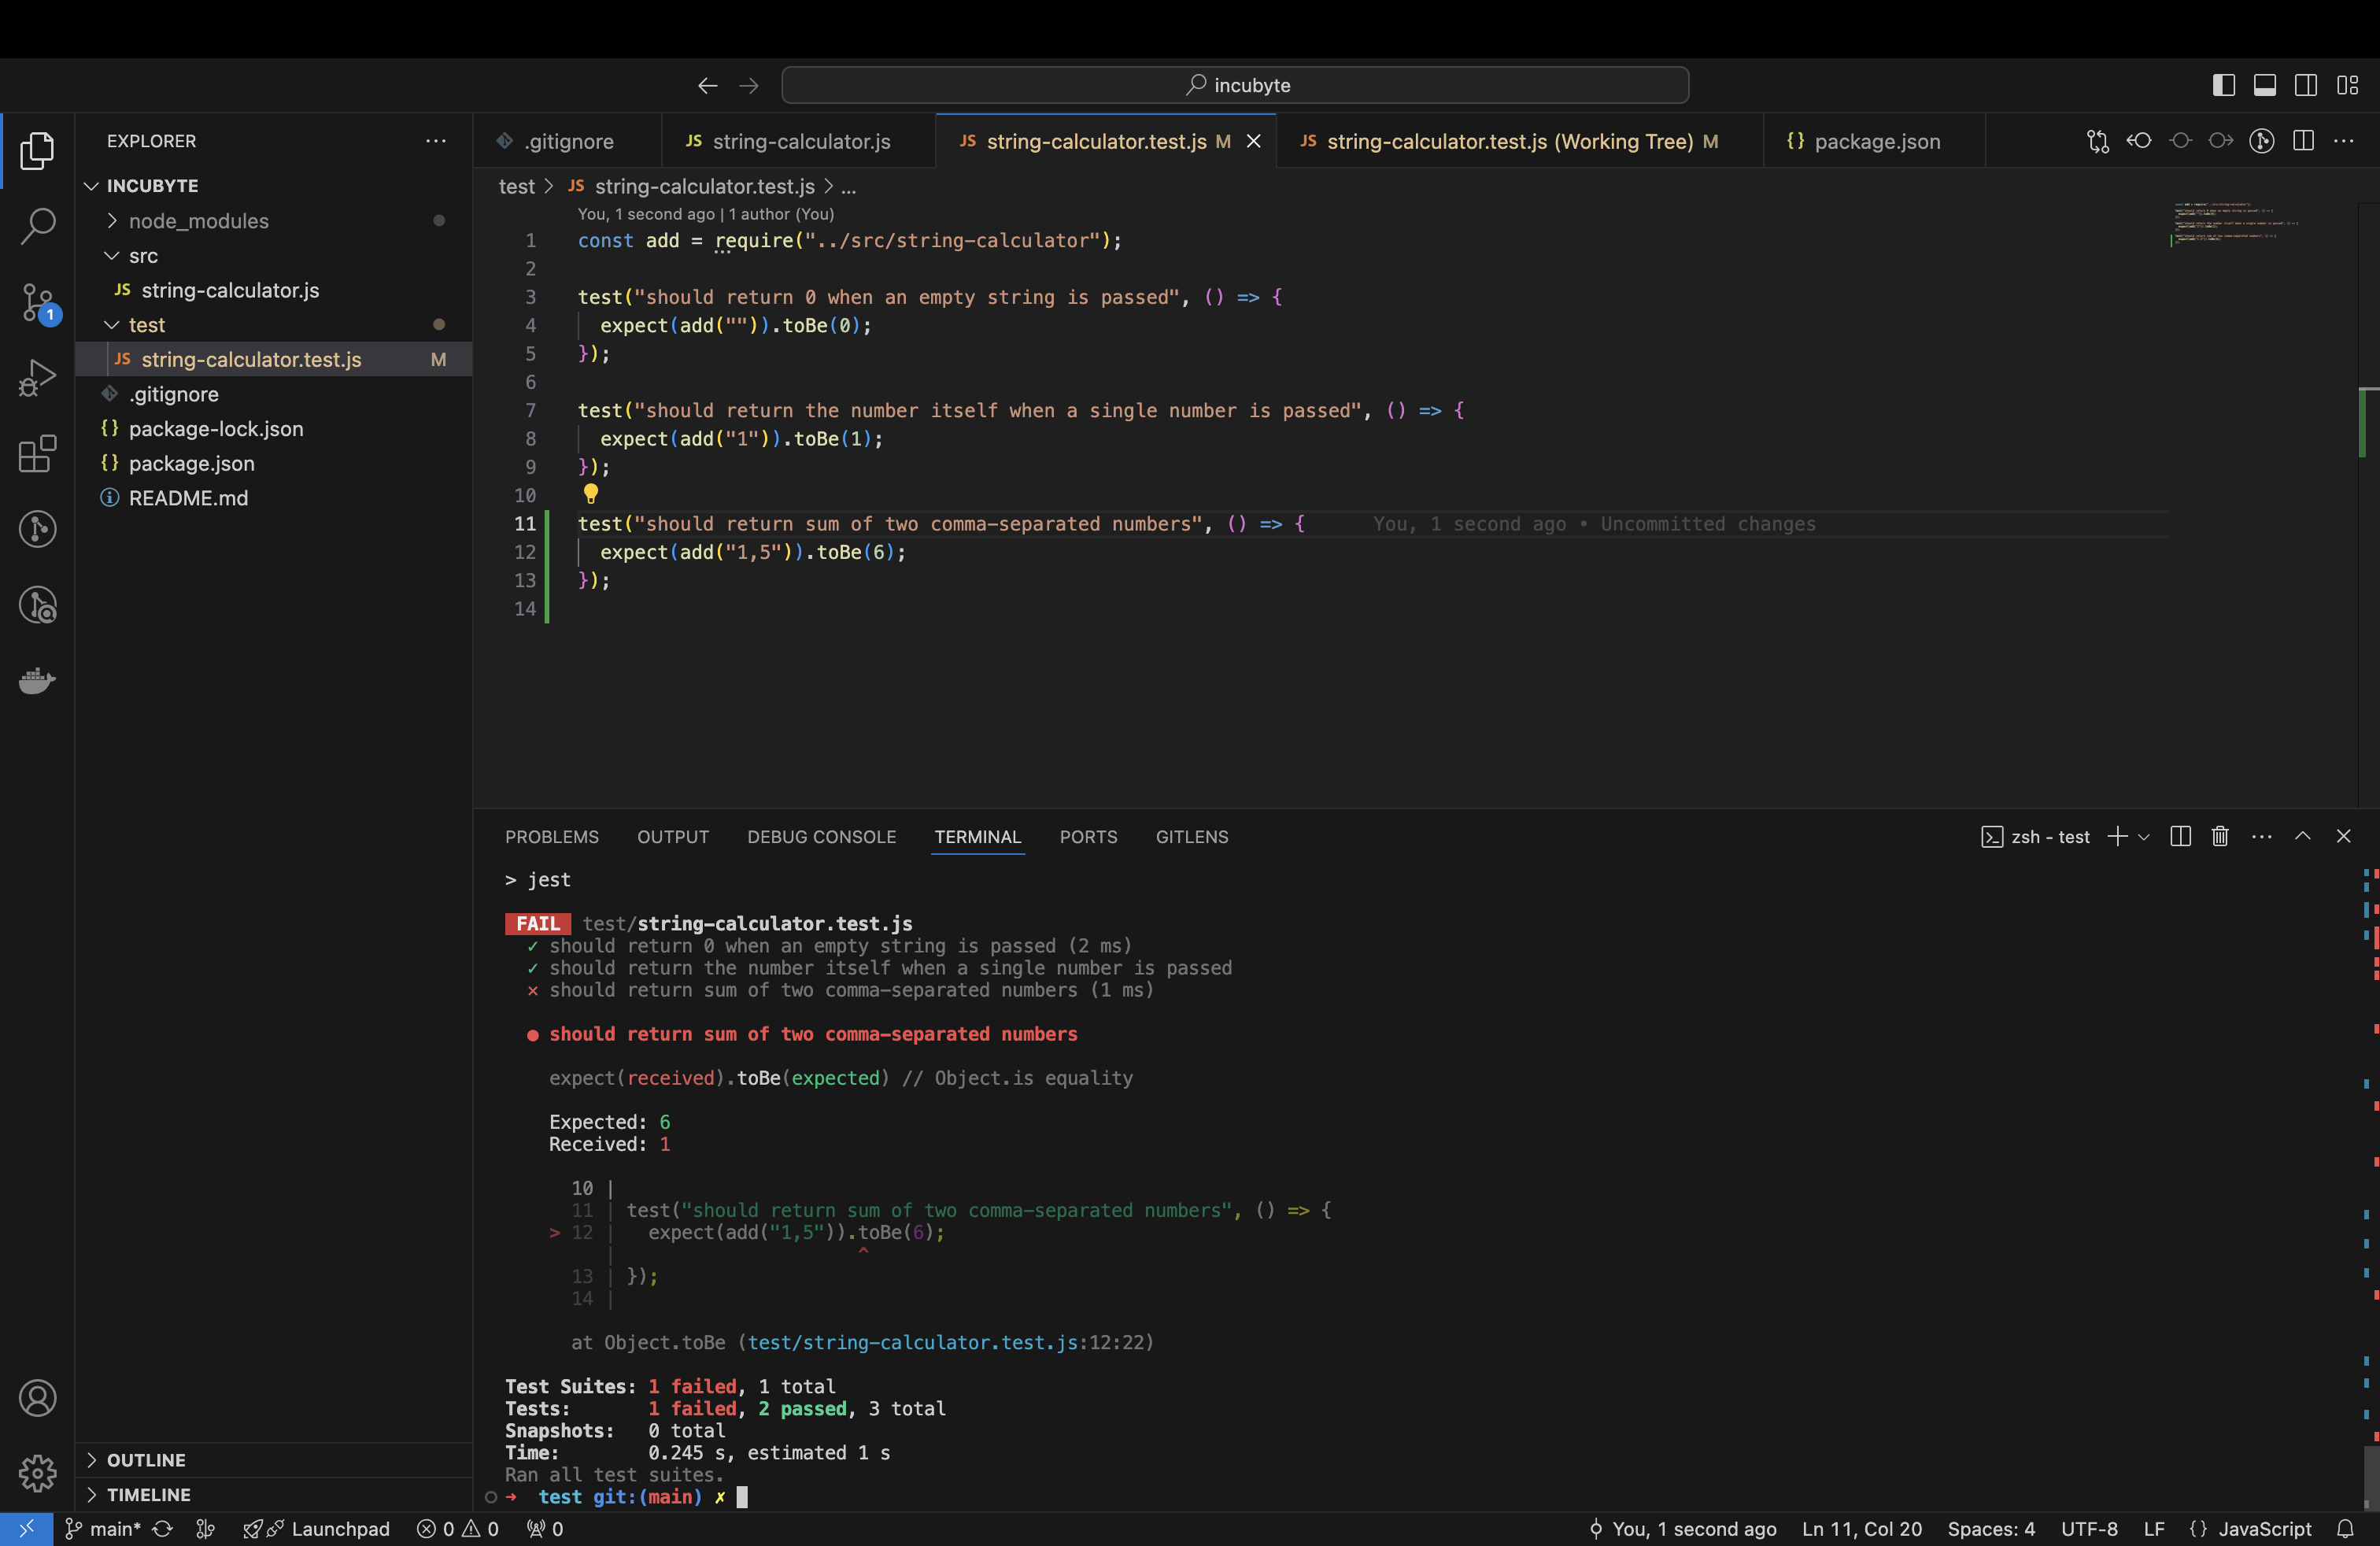 incubyte
EXPLORER
INCUBYTE
node_modules
src
JS string-calculator.js
test
JS string-calculator.test.js M
.gitignore
{} package-lock.json
{} package.json
README.md
OUTLINE
TIMELINE
1
.gitignore
JS string-calculator.js
JS string-calculator.test.js M
JS string-calculator.test.js (Working Tree) M
{} package.json
test > JS string-calculator.test.js > ...
You, 1 second ago | 1 author (You)
1 const add = require("../src/string-calculator");
2
3 test("should return 0 when an empty string is passed", () => {
4 expect(add("")).toBe(0);
5 });
6
7 test("should return the number itself when a single number is passed", () => {
8 expect(add("1")).toBe(1);
9 });
10
11 test("should return sum of two comma-separated numbers", () => { You, 1 second ago • Uncommitted changes
12 expect(add("1,5")).toBe(6);
13 });
14
PROBLEMS OUTPUT DEBUG CONSOLE TERMINAL PORTS GITLENS
zsh - test
> jest
FAIL test/string-calculator.test.js
✓ should return 0 when an empty string is passed (2 ms)
✓ should return the number itself when a single number is passed
✕ should return sum of two comma-separated numbers (1 ms)
● should return sum of two comma-separated numbers
expect(received).toBe(expected) // Object.is equality
Expected: 6
Received: 1
10 |
11 | test("should return sum of two comma-separated numbers", () => {
> 12 | expect(add("1,5")).toBe(6);
| ^
13 | });
14 |
at Object.toBe (test/string-calculator.test.js:12:22)
Test Suites: 1 failed, 1 total
Tests: 1 failed, 2 passed, 3 total
Snapshots: 0 total
Time: 0.245 s, estimated 1 s
Ran all test suites.
➜ test git:(main) ✗
main* Launchpad 0 0 0
You, 1 second ago Ln 11, Col 20 Spaces: 4 UTF-8 LF {} JavaScript